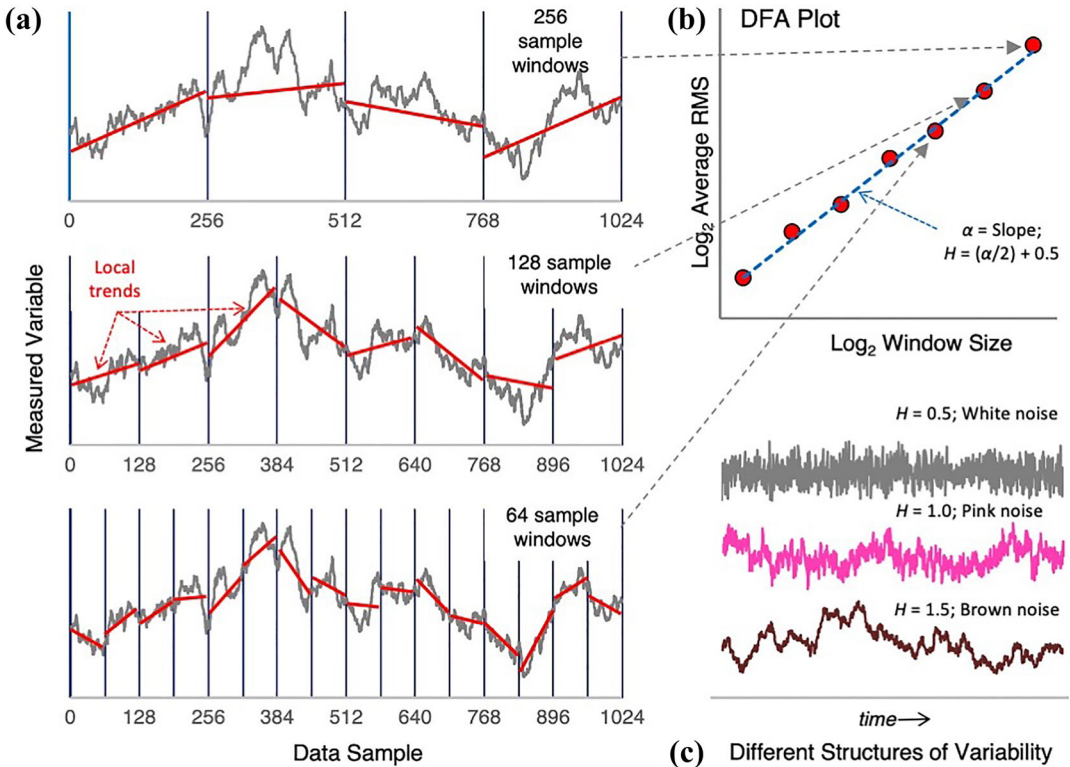 (a)
256
sample
windows
0 256 512 768 1024
Measured Variable
Local
trends
128 sample
windows
0 128 256 384 512 640 768 896 1024
64 sample
windows
0 128 256 384 512 640 768 896 1024
Data Sample
(b)
DFA Plot
Log₂ Average RMS
α = Slope;
H = (α/2) + 0.5
Log₂ Window Size
H = 0.5; White noise
H = 1.0; Pink noise
H = 1.5; Brown noise
time→
(c) Different Structures of Variability